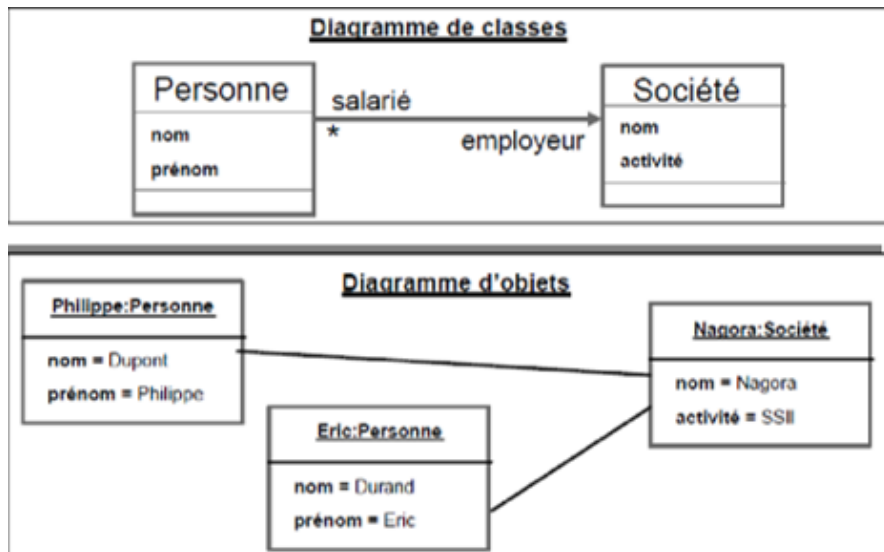 Diagramme de classes
Personne
nom
prénom
salarié
*
employeur
Société
nom
activité
Diagramme d'objets
Philippe:Personne
nom = Dupont
prénom = Philippe
Eric:Personne
nom = Durand
prénom = Eric
Nagora:Société
nom = Nagora
activité = SSII